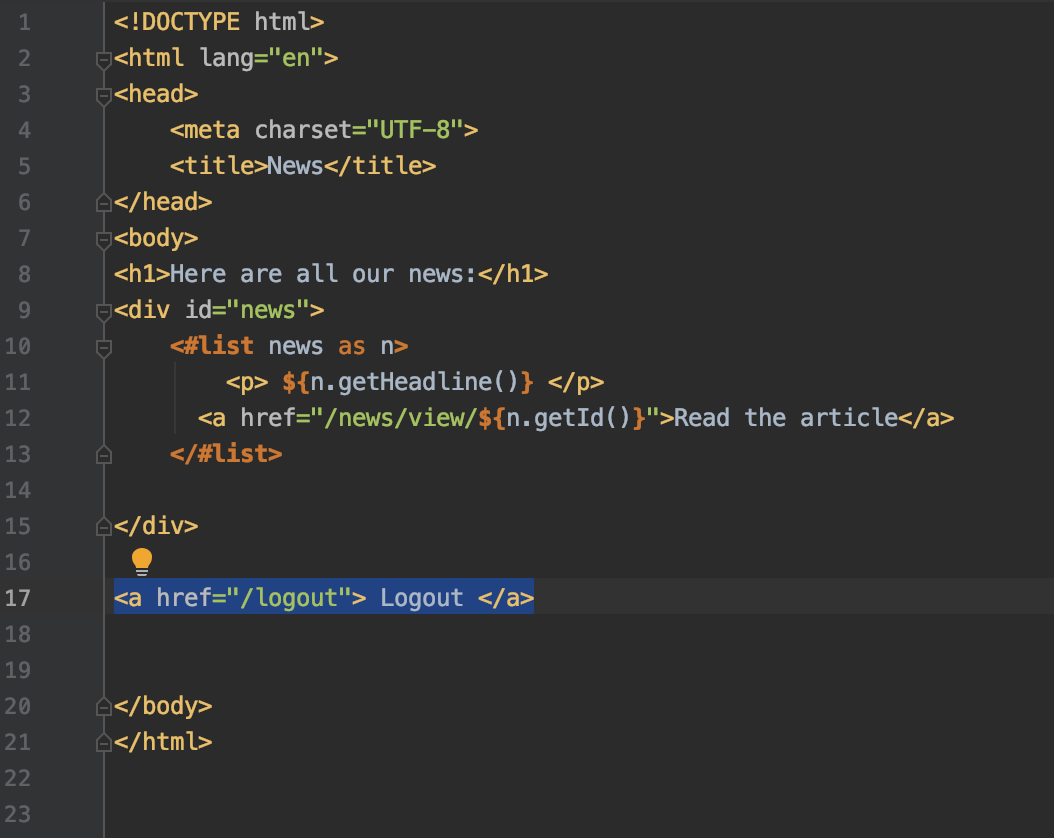 1 <!DOCTYPE html>
2 <html lang="en">
3 <head>
4     <meta charset="UTF-8">
5     <title>News</title>
6 </head>
7 <body>
8 <h1>Here are all our news:</h1>
9 <div id="news">
10     <#list news as n>
11         <p> ${n.getHeadline()} </p>
12       <a href="/news/view/${n.getId()}">Read the article</a>
13     </#list>
14
15 </div>
16
17 <a href="/logout"> Logout </a>
18
19
20 </body>
21 </html>
22
23